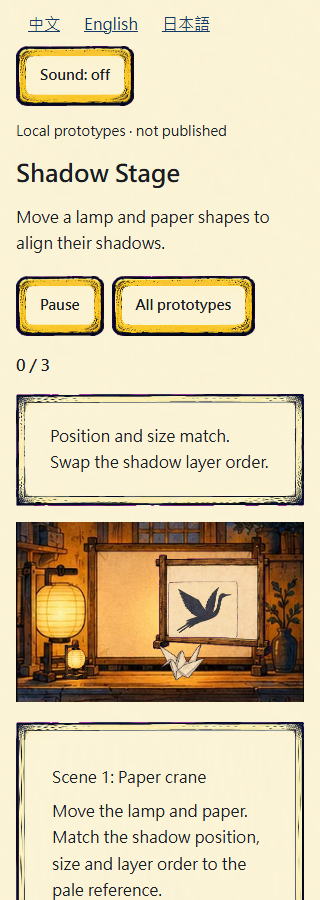 中文 English 日本語
Sound: off
Local prototypes · not published
Shadow Stage
Move a lamp and paper shapes to
align their shadows.
Pause All prototypes
0 / 3
Position and size match.
Swap the shadow layer order.
Scene 1: Paper crane
Move the lamp and paper.
Match the shadow position,
size and layer order to the
pale reference.